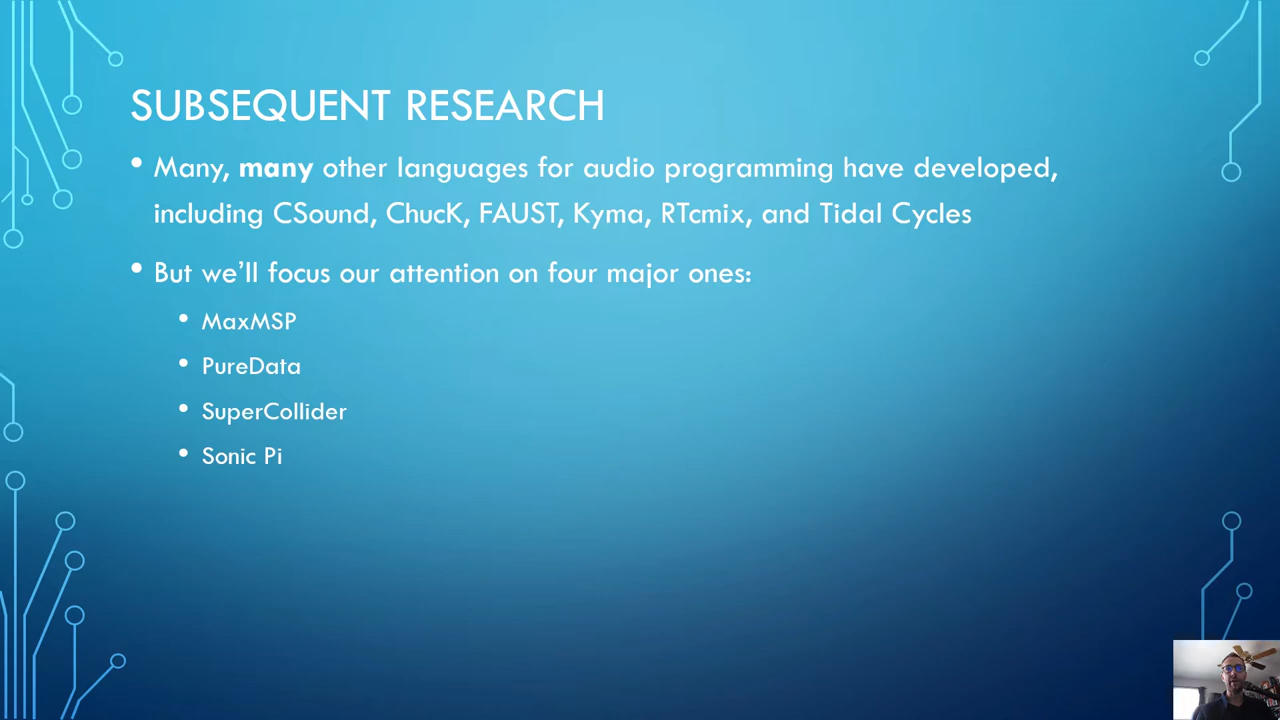 SUBSEQUENT RESEARCH
• Many, many other languages for audio programming have developed,
including CSound, ChucK, FAUST, Kyma, RTcmix, and Tidal Cycles
• But we’ll focus our attention on four major ones:
• MaxMSP
• PureData
• SuperCollider
• Sonic Pi